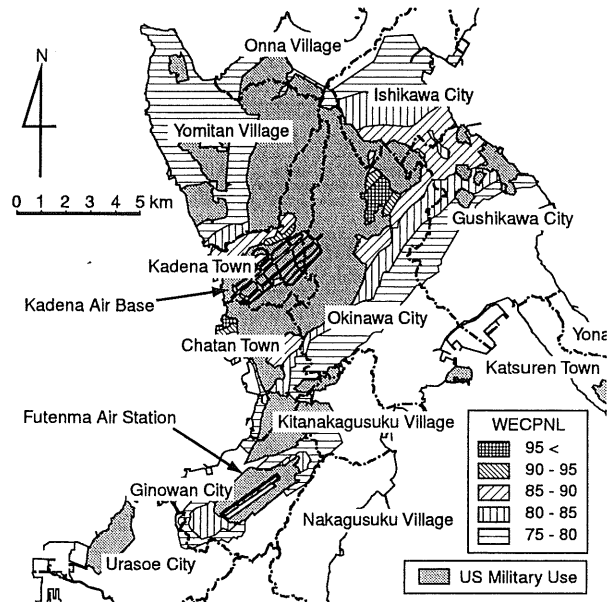 Onna Village
N
Ishikawa City
Yomitan Village
0 1 2 3 4 5 km
Gushikawa City
Kadena Town
Kadena Air Base
Okinawa City
Chatan Town
Yona
Katsuren Town
Futenma Air Station
Kitanakagusuku Village
WECPNL
95 <
90 - 95
85 - 90
80 - 85
75 - 80
Ginowan City
Nakagusuku Village
Urasoe City
US Military Use